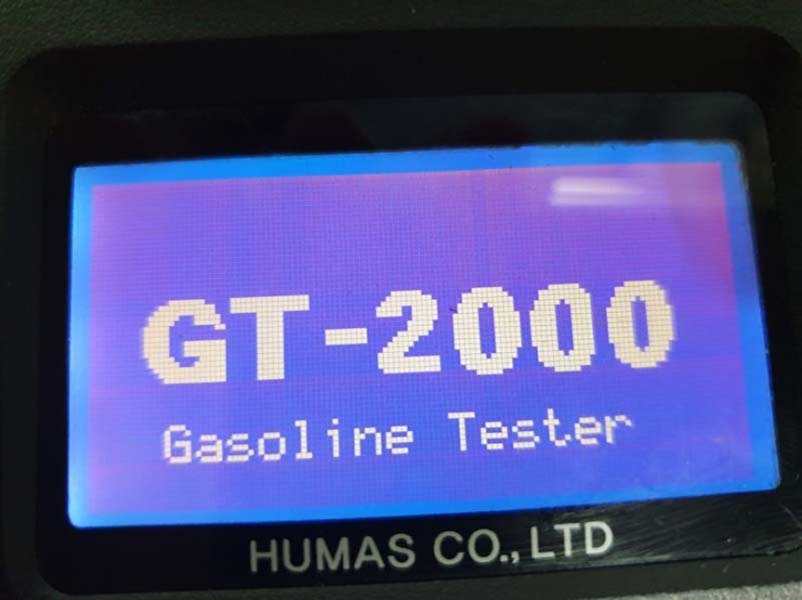 GT-2000
Gasoline Tester
HUMAS CO., LTD